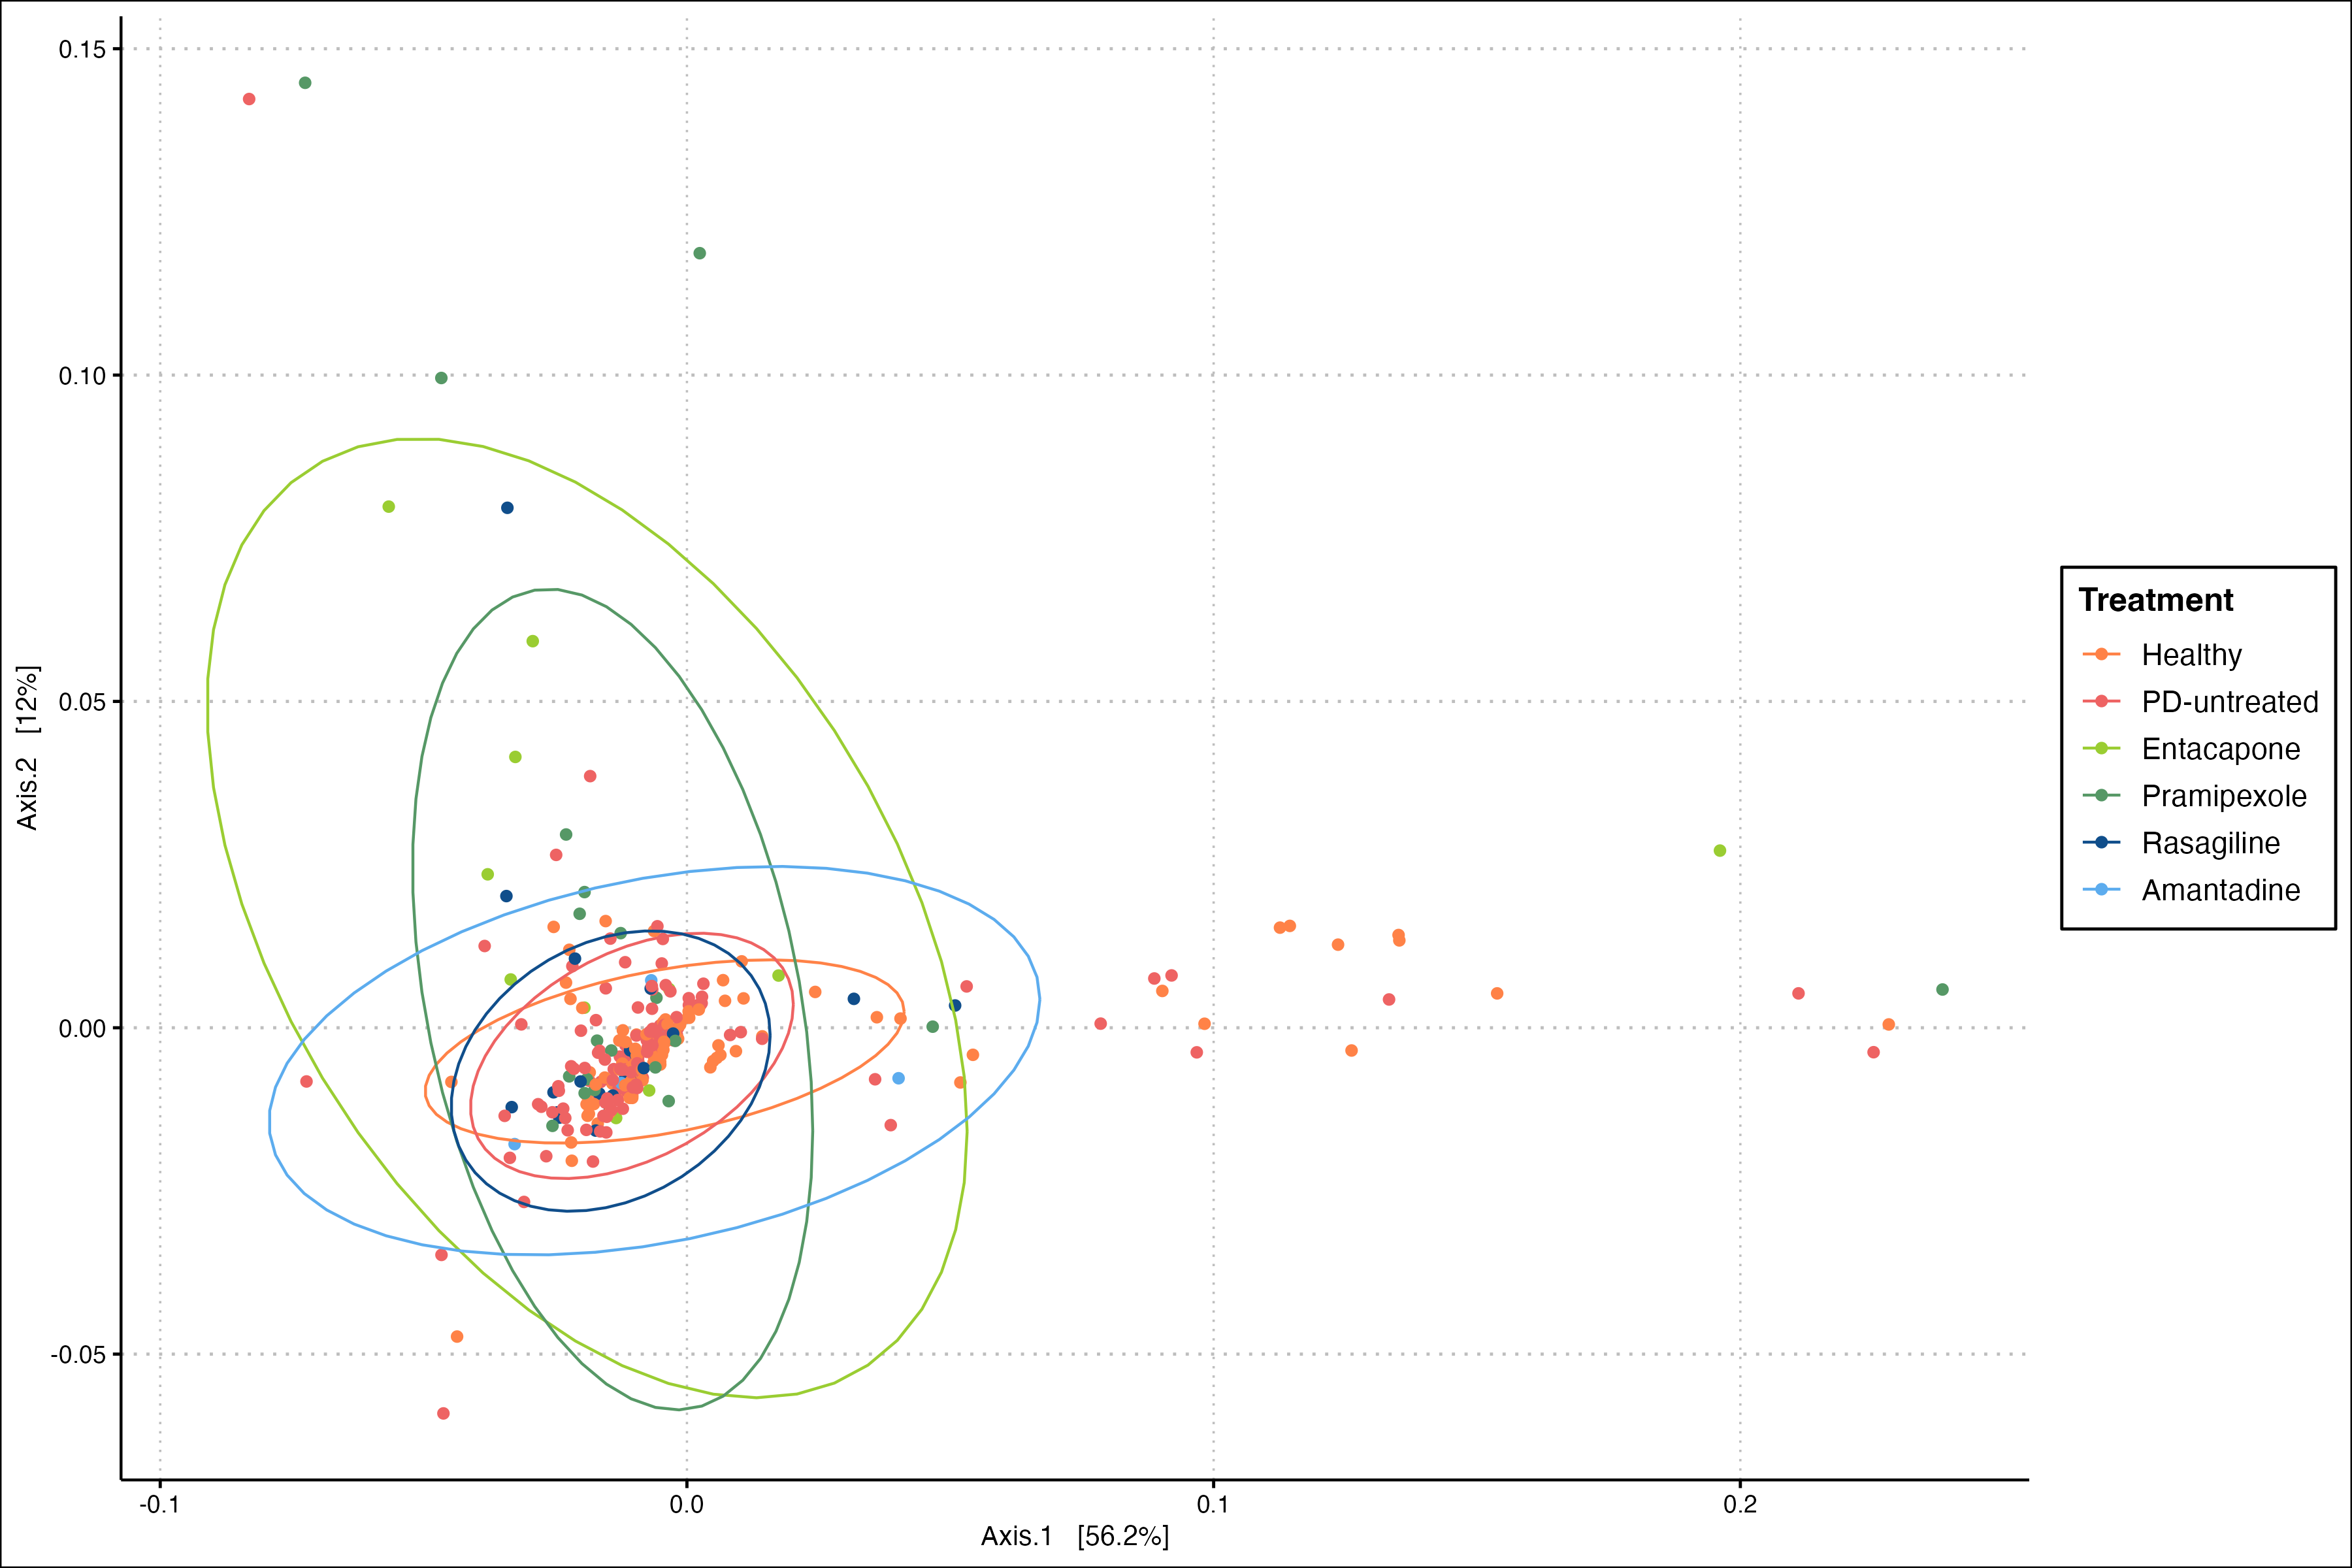 0.15
0.10
0.05
0.00
-0.05
Axis.2 [12%]
-0.1
0.0
0.1
0.2
Axis.1 [56.2%]
Treatment
Healthy
PD-untreated
Entacapone
Pramipexole
Rasagiline
Amantadine